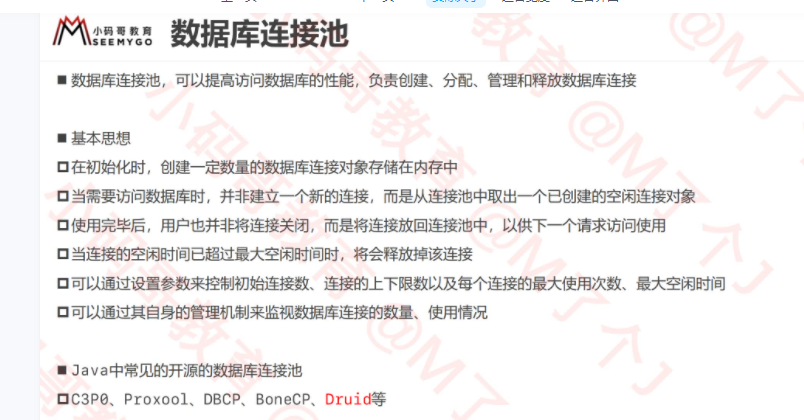 小码哥教育
SEEMYGO
数据库连接池
■ 数据库连接池，可以提高访问数据库的性能，负责创建、分配、管理和释放数据库连接
■ 基本思想
在初始化时，创建一定数量的数据库连接对象存储在内存中
当需要访问数据库时，并非建立一个新的连接，而是从连接池中取出一个已创建的空闲连接对象
使用完毕后，用户也并非将连接关闭，而是将连接放回连接池中，以供下一个请求访问使用
当连接的空闲时间已超过最大空闲时间时，将会释放掉该连接
可以通过设置参数来控制初始连接数、连接的上下限数以及每个连接的最大使用次数、最大空闲时间
可以通过其自身的管理机制来监视数据库连接的数量、使用情况
■ Java中常见的开源的数据库连接池
C3P0、Proxool、DBCP、BoneCP、Druid等
小码哥教育 @M了个J